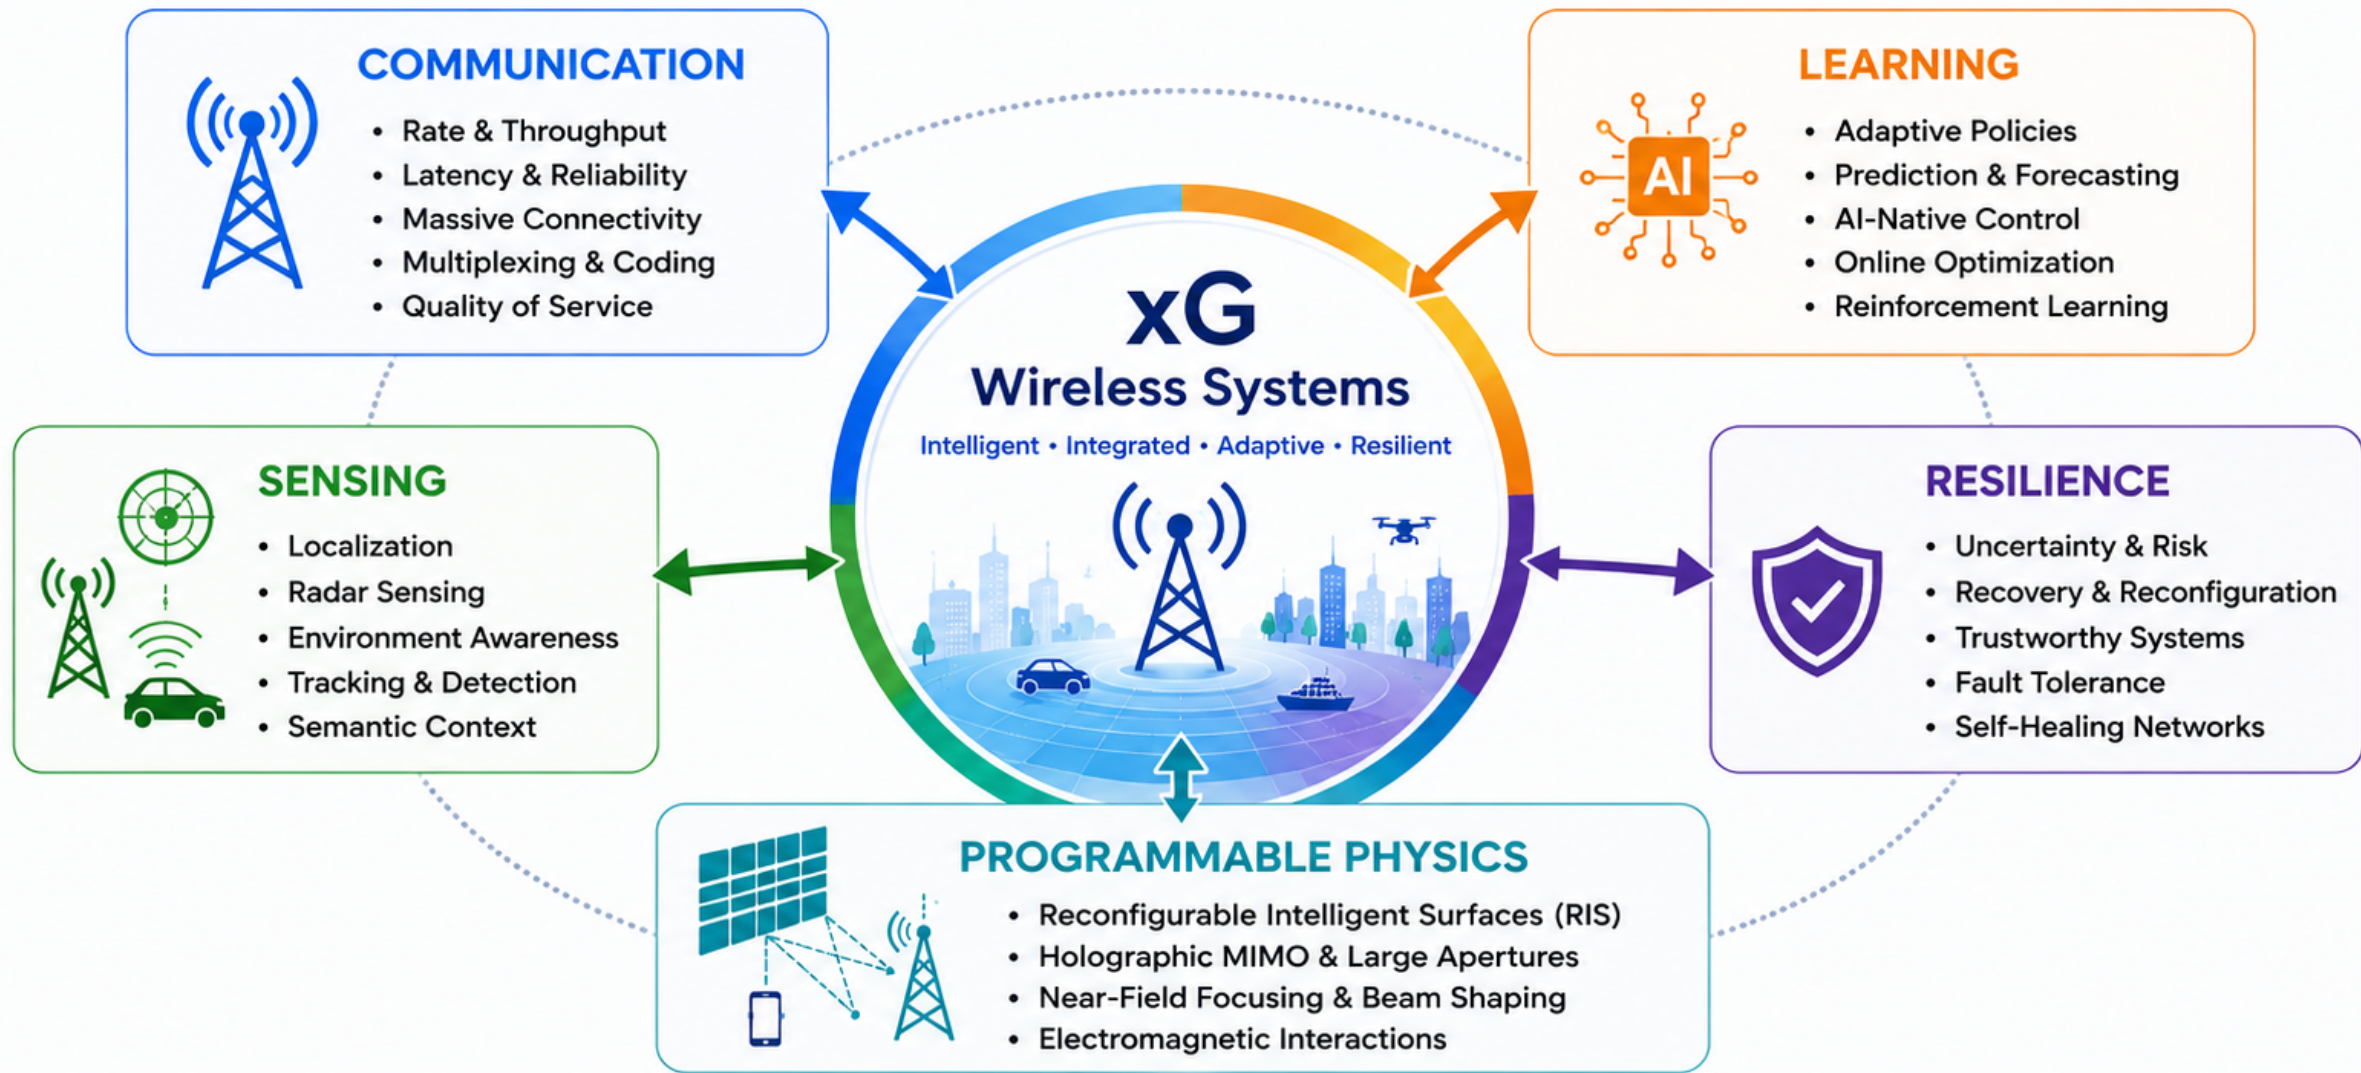 COMMUNICATION
• Rate & Throughput
• Latency & Reliability
• Massive Connectivity
• Multiplexing & Coding
• Quality of Service
LEARNING
AI
• Adaptive Policies
• Prediction & Forecasting
• AI-Native Control
• Online Optimization
• Reinforcement Learning
xG
Wireless Systems
Intelligent • Integrated • Adaptive • Resilient
SENSING
• Localization
• Radar Sensing
• Environment Awareness
• Tracking & Detection
• Semantic Context
RESILIENCE
• Uncertainty & Risk
• Recovery & Reconfiguration
• Trustworthy Systems
• Fault Tolerance
• Self-Healing Networks
PROGRAMMABLE PHYSICS
• Reconfigurable Intelligent Surfaces (RIS)
• Holographic MIMO & Large Apertures
• Near-Field Focusing & Beam Shaping
• Electromagnetic Interactions